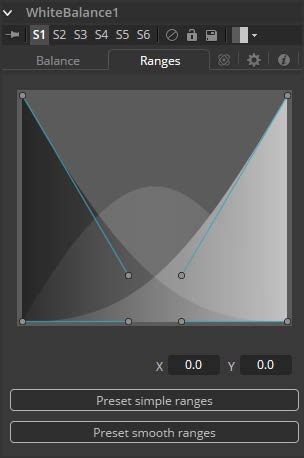 WhiteBalance1
S1 S2 S3 S4 S5 S6
Balance Ranges
X 0.0 Y 0.0
Preset simple ranges
Preset smooth ranges